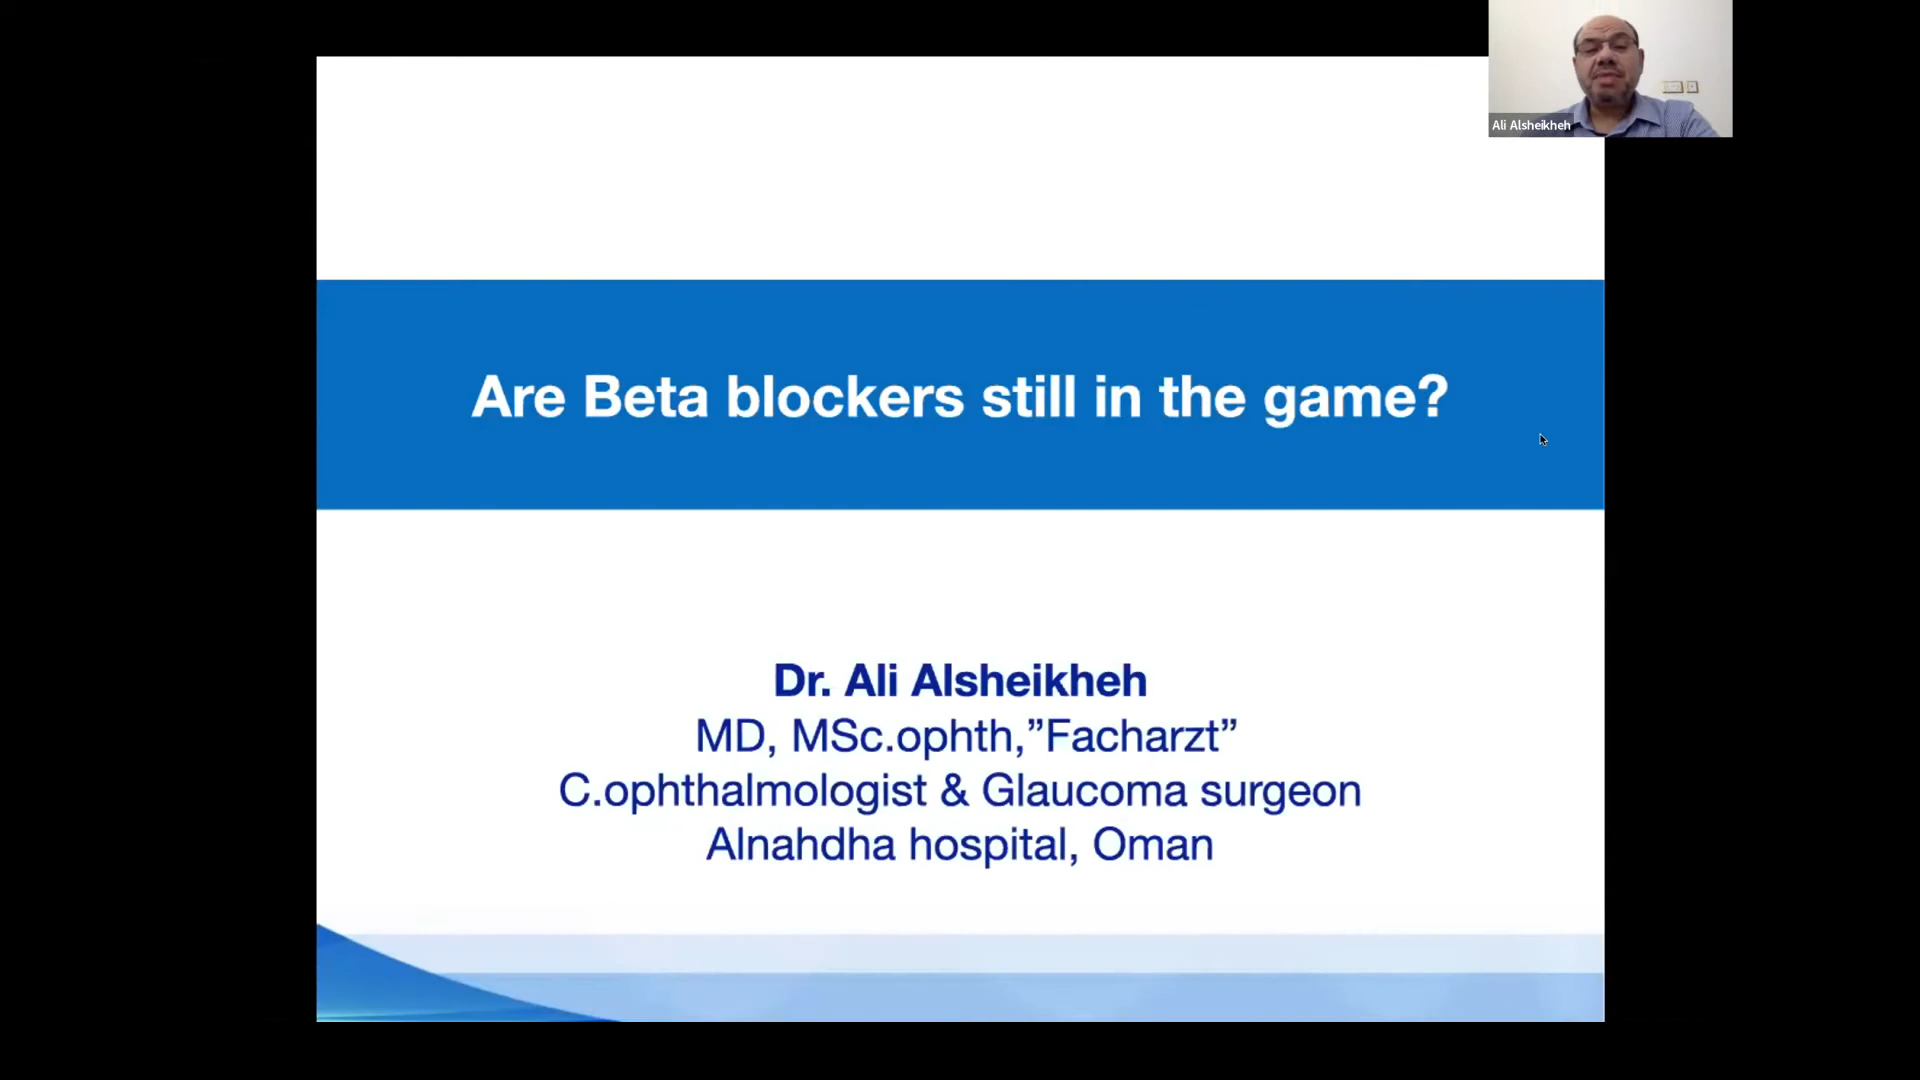 Ali Alsheikheh
Are Beta blockers still in the game?
Dr. Ali Alsheikheh
MD, MSc.ophth,”Facharzt”
C.ophthalmologist & Glaucoma surgeon
Alnahdha hospital, Oman